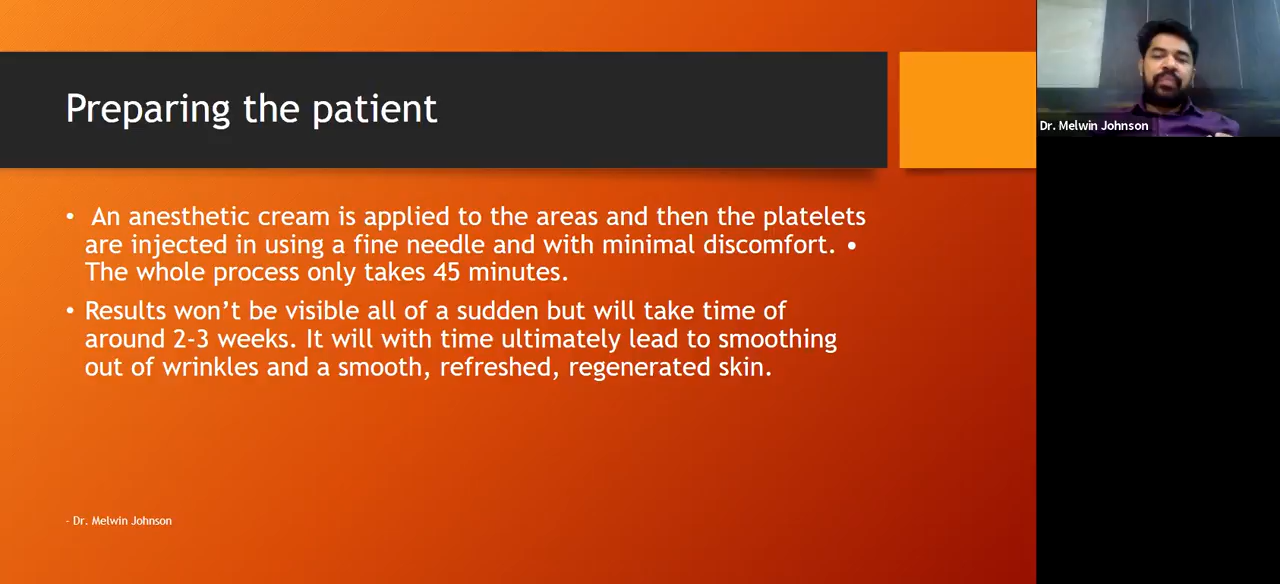 Preparing the patient
• An anesthetic cream is applied to the areas and then the platelets
are injected in using a fine needle and with minimal discomfort. •
The whole process only takes 45 minutes.
• Results won’t be visible all of a sudden but will take time of
around 2-3 weeks. It will with time ultimately lead to smoothing
out of wrinkles and a smooth, refreshed, regenerated skin.
- Dr. Melwin Johnson
Dr. Melwin Johnson